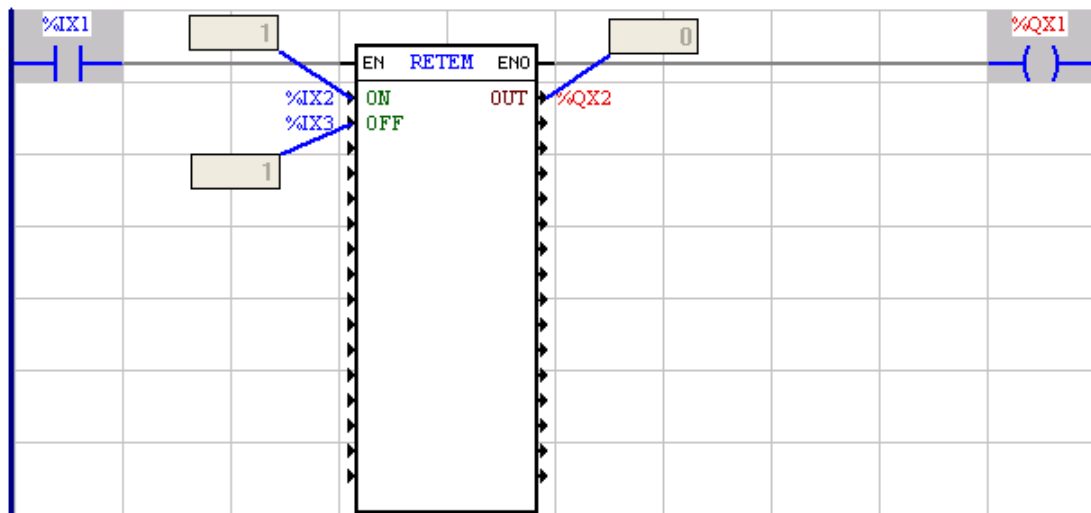 %IX1 1 0 %QX1
EN RETEM ENO
%IX2 ON OUT %QX2
%IX3 OFF
1